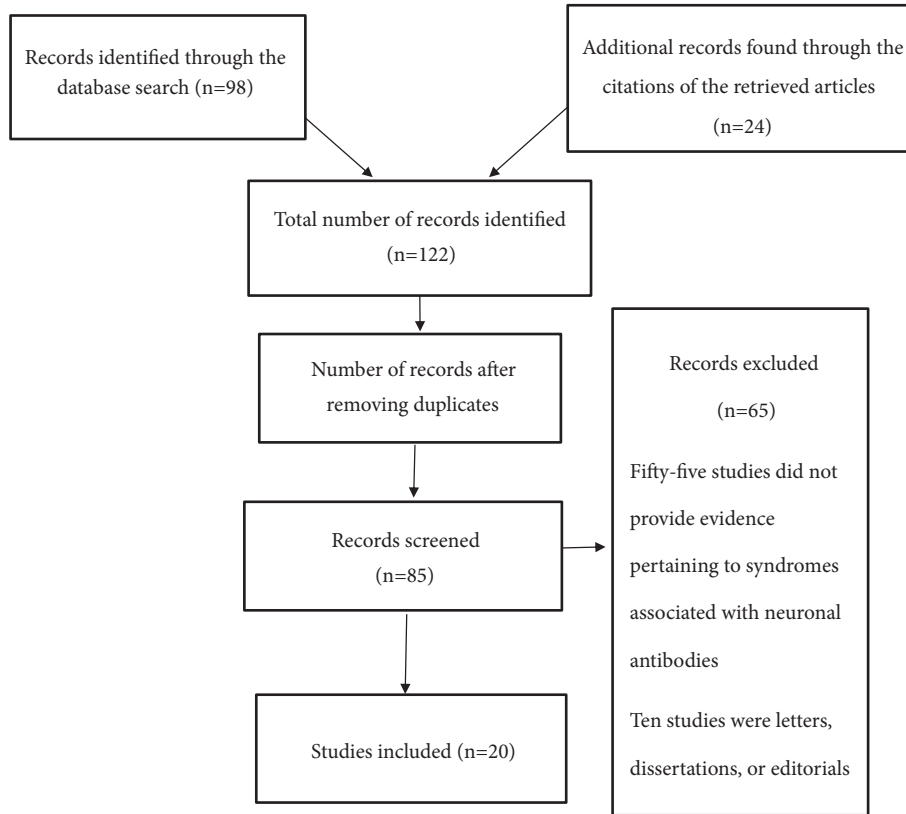 Records identified through the
database search (n=98)
Additional records found through the
citations of the retrieved articles
(n=24)
Total number of records identified
(n=122)
Number of records after
removing duplicates
Records screened
(n=85)
Records excluded
(n=65)
Fifty-five studies did not
provide evidence
pertaining to syndromes
associated with neuronal
antibodies
Ten studies were letters,
dissertations, or editorials
Studies included (n=20)